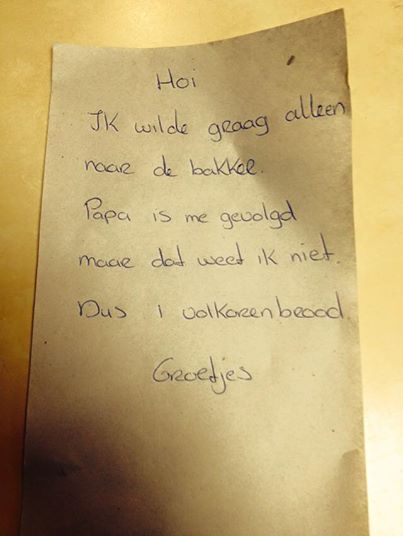 Hoi
IK wilde graag alleen
naar de bakker.
Papa is me gevolgd
maar dat weet ik niet.
Dus 1 volkorenbrood.
Groetjes